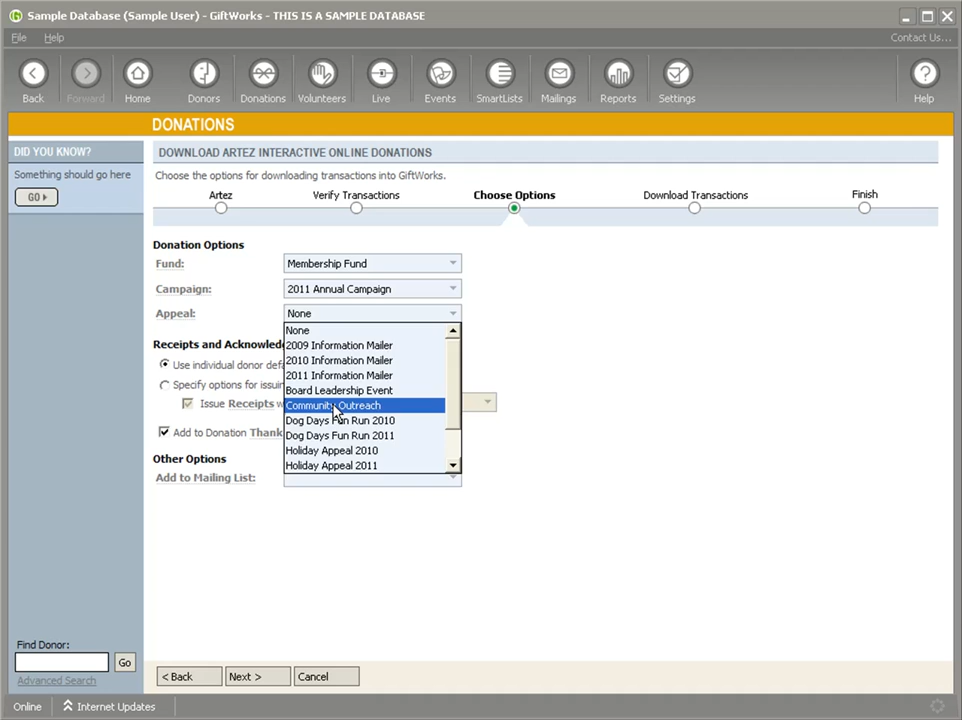 Sample Database (Sample User) - GiftWorks - THIS IS A SAMPLE DATABASE
File Help Contact Us...
Back Forward Home Donors Donations Volunteers Live Events SmartLists Mailings Reports Settings Help
DONATIONS
DID YOU KNOW?
Something should go here
GO
DOWNLOAD ARTEZ INTERACTIVE ONLINE DONATIONS
Choose the options for downloading transactions into GiftWorks.
Artez Verify Transactions Choose Options Download Transactions Finish
Donation Options
Fund: Membership Fund
Campaign: 2011 Annual Campaign
Appeal: None
None
2009 Information Mailer
2010 Information Mailer
2011 Information Mailer
Board Leadership Event
Community Outreach
Dog Days Fun Run 2010
Dog Days Fun Run 2011
Holiday Appeal 2010
Holiday Appeal 2011
Receipts and Acknowled
Use individual donor def
Specify options for issuin
Issue Receipts w
Add to Donation Thank
Other Options
Add to Mailing List:
Find Donor:
Go
Advanced Search
< Back Next > Cancel
Online Internet Updates